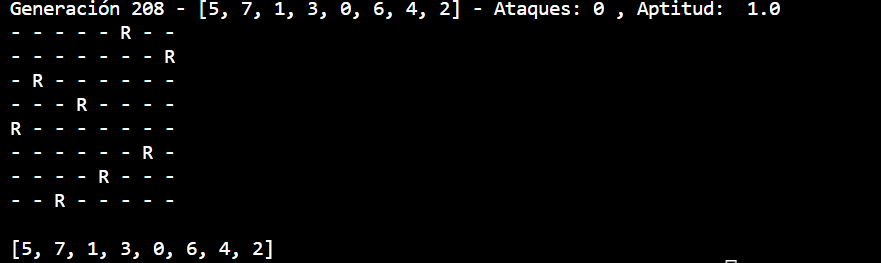 Generación 208 - [5, 7, 1, 3, 0, 6, 4, 2] - Ataques: 0 , Aptitud:  1.0
- - - - - R - -
- - - - - - - R
- R - - - - - -
- - - R - - - -
R - - - - - - -
- - - - - - R -
- - - - R - - -
- - R - - - - -
[5, 7, 1, 3, 0, 6, 4, 2]